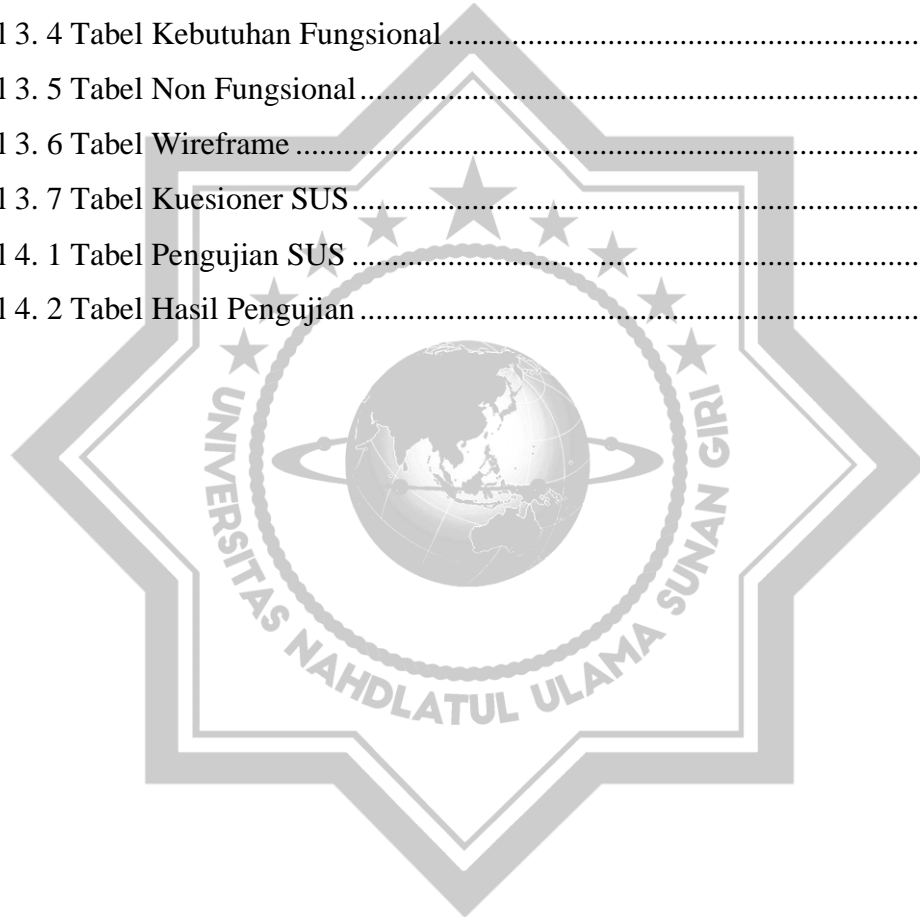 l 3. 4 Tabel Kebutuhan Fungsional ........................................................................
l 3. 5 Tabel Non Fungsional ........................................................................
l 3. 6 Tabel Wireframe ........................................................................
l 3. 7 Tabel Kuesioner SUS ........................................................................
l 4. 1 Tabel Pengujian SUS ........................................................................
l 4. 2 Tabel Hasil Pengujian ........................................................................
UNIVERSITAS NAHDLATUL ULAMA SUNAN GIRI